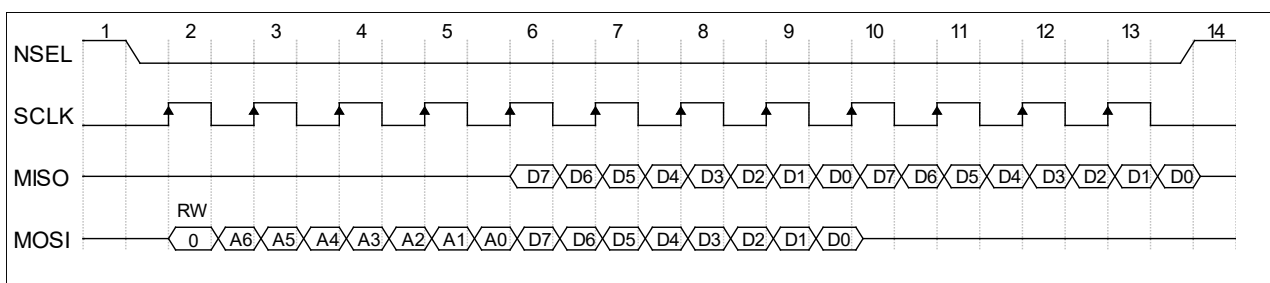 1 2 3 4 5 6 7 8 9 10 11 12 13 14
NSEL
SCLK
MISO D7 D6 D5 D4 D3 D2 D1 D0 D7 D6 D5 D4 D3 D2 D1 D0
RW
MOSI 0 A6 A5 A4 A3 A2 A1 A0 D7 D6 D5 D4 D3 D2 D1 D0